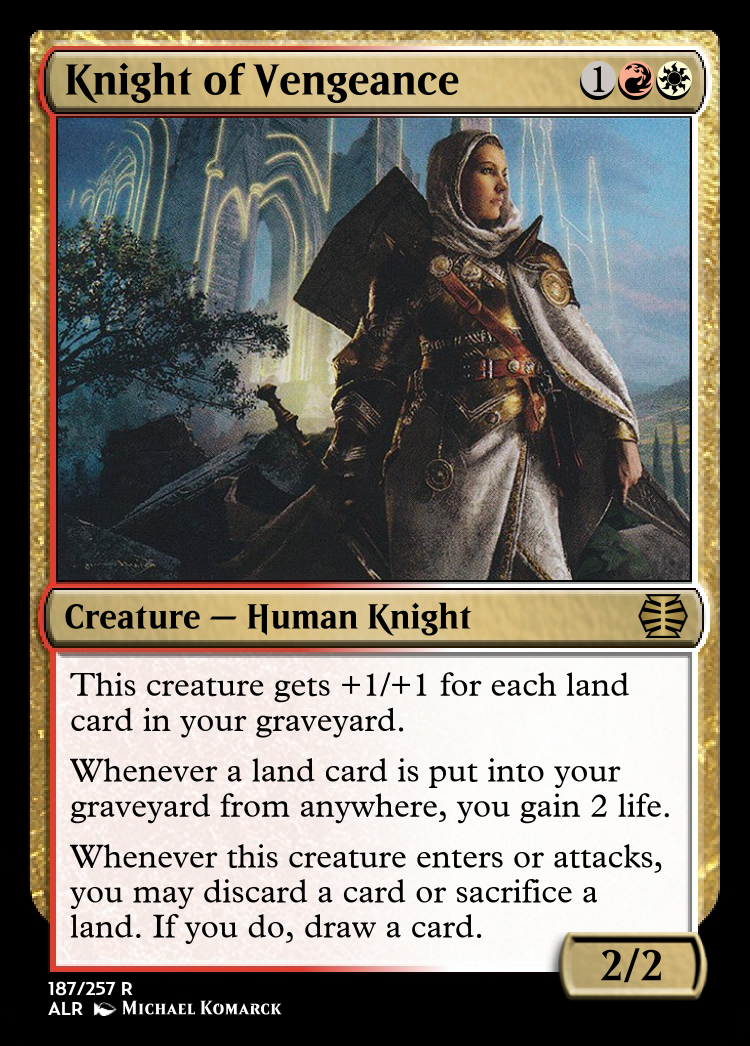 Knight of Vengeance 1
Creature — Human Knight
This creature gets +1/+1 for each land
card in your graveyard.
Whenever a land card is put into your
graveyard from anywhere, you gain 2 life.
Whenever this creature enters or attacks,
you may discard a card or sacrifice a
land. If you do, draw a card.
2/2
187/257 R
ALR Michael Komarck